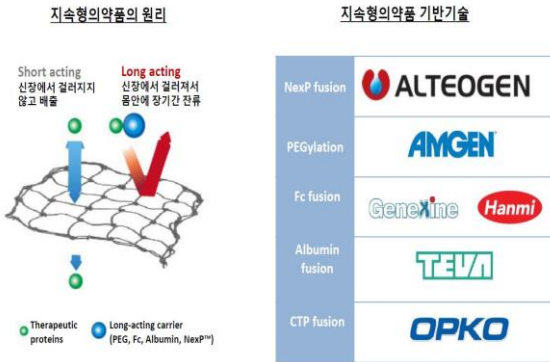 지속형의약품의 원리
Short acting
신장에서 걸러지지
않고 배출
Long acting
신장에서 걸러져서
몸안에 장기간 잔류
Therapeutic
proteins
Long-acting carrier
(PEG, Fc, Albumin, NexP™)
지속형의약품 기반기술
NexP fusion
ALTEOGEN
PEGylation
AMGEN
Fc fusion
Genexine
Hanmi
Albumin
fusion
TEVA
CTP fusion
OPKO